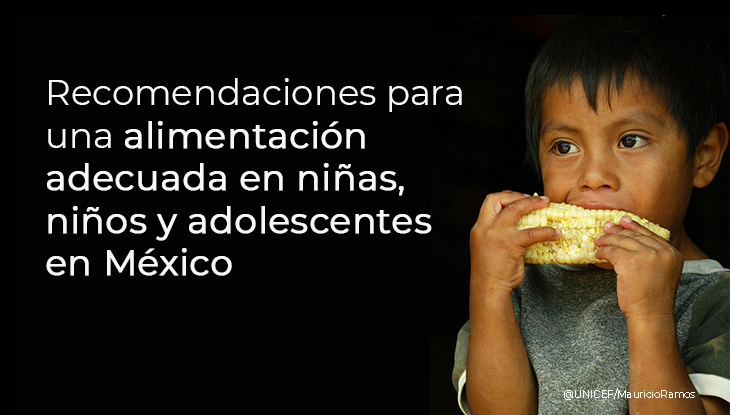 Recomendaciones para
una alimentación
adecuada en niñas,
niños y adolescentes
en México
@UNICEF/MauricioRamos